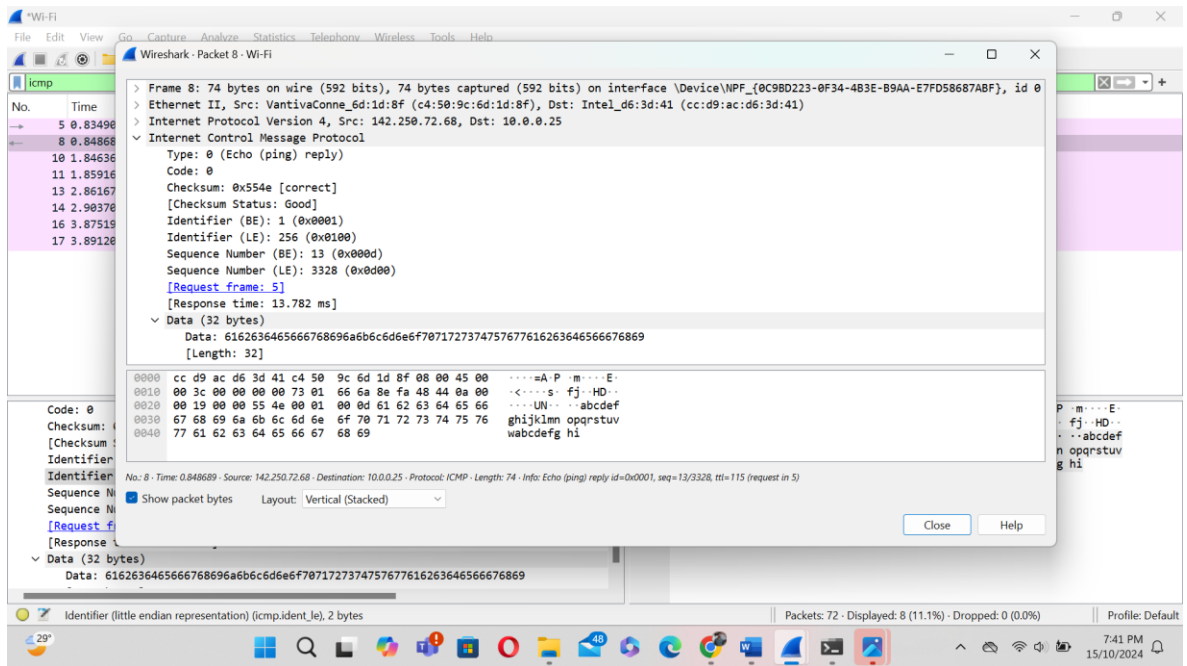 *Wi-Fi
File Edit View Go Capture Analyze Statistics Telephony Wireless Tools Help
Wireshark · Packet 8 · Wi-Fi
icmp
No. Time
5 0.83490
8 0.84868
10 1.84636
11 1.85916
13 2.86167
14 2.90370
16 3.87519
17 3.89120
Frame 8: 74 bytes on wire (592 bits), 74 bytes captured (592 bits) on interface \Device\NPF_{0C9BD223-0F34-4B3E-B9AA-E7FD58687ABF}, id 0
Ethernet II, Src: VantivaConne_6d:1d:8f (c4:50:9c:6d:1d:8f), Dst: Intel_d6:3d:41 (cc:d9:ac:d6:3d:41)
Internet Protocol Version 4, Src: 142.250.72.68, Dst: 10.0.0.25
Internet Control Message Protocol
Type: 0 (Echo (ping) reply)
Code: 0
Checksum: 0x554e [correct]
[Checksum Status: Good]
Identifier (BE): 1 (0x0001)
Identifier (LE): 256 (0x0100)
Sequence Number (BE): 13 (0x000d)
Sequence Number (LE): 3328 (0x0d00)
[Request frame: 5]
[Response time: 13.782 ms]
Data (32 bytes)
Data: 6162636465666768696a6b6c6d6e6f7071727374757677616263646566676869
[Length: 32]
0000 cc d9 ac d6 3d 41 c4 50 9c 6d 1d 8f 08 00 45 00 ····=A·P ·m····E·
0010 00 3c 00 00 00 00 73 01 66 6a 8e fa 48 44 0a 00 ·<····s· fj··HD··
0020 00 19 00 00 55 4e 00 01 00 0d 61 62 63 64 65 66 ····UN·· ··abcdef
0030 67 68 69 6a 6b 6c 6d 6e 6f 70 71 72 73 74 75 76 ghijklmn opqrstuv
0040 77 61 62 63 64 65 66 67 68 69 wabcdefg hi
No.: 8 · Time: 0.848689 · Source: 142.250.72.68 · Destination: 10.0.0.25 · Protocol: ICMP · Length: 74 · Info: Echo (ping) reply id=0x0001, seq=13/3328, ttl=115 (request in 5)
Show packet bytes Layout: Vertical (Stacked)
Close Help
Code: 0
Checksum:
[Checksum
Identifier
Identifier
Sequence
Sequence
[Request
[Response
Data (32 bytes)
Data: 6162636465666768696a6b6c6d6e6f7071727374757677616263646566676869
P ·m····E·
fj··HD··
··abcdef
n opqrstuv
g hi
Identifier (little endian representation) (icmp.ident_le), 2 bytes
Packets: 72 · Displayed: 8 (11.1%) · Dropped: 0 (0.0%)
Profile: Default
29°
48
7:41 PM
15/10/2024